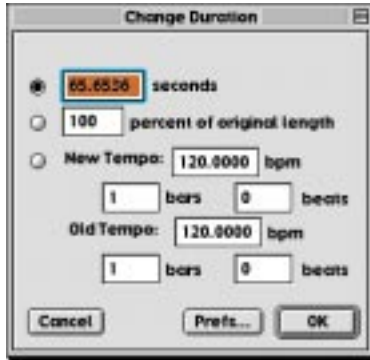 Change Duration
65.6536 seconds
100 percent of original length
New Tempo: 120.0000 bpm
1 bars 0 beats
Old Tempo: 120.0000 bpm
1 bars 0 beats
Cancel Prefs... OK